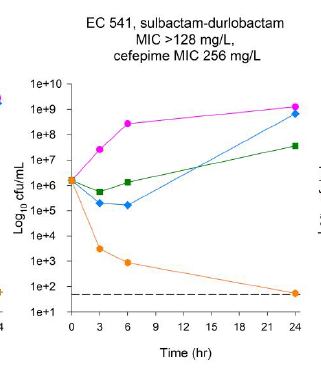 EC 541, sulbactam-durlobactam
MIC >128 mg/L,
cefepime MIC 256 mg/L
Log10 cfu/mL
1e+10
1e+9
1e+8
1e+7
1e+6
1e+5
1e+4
1e+3
1e+2
1e+1
0 3 6 9 12 15 18 21 24
Time (hr)
4